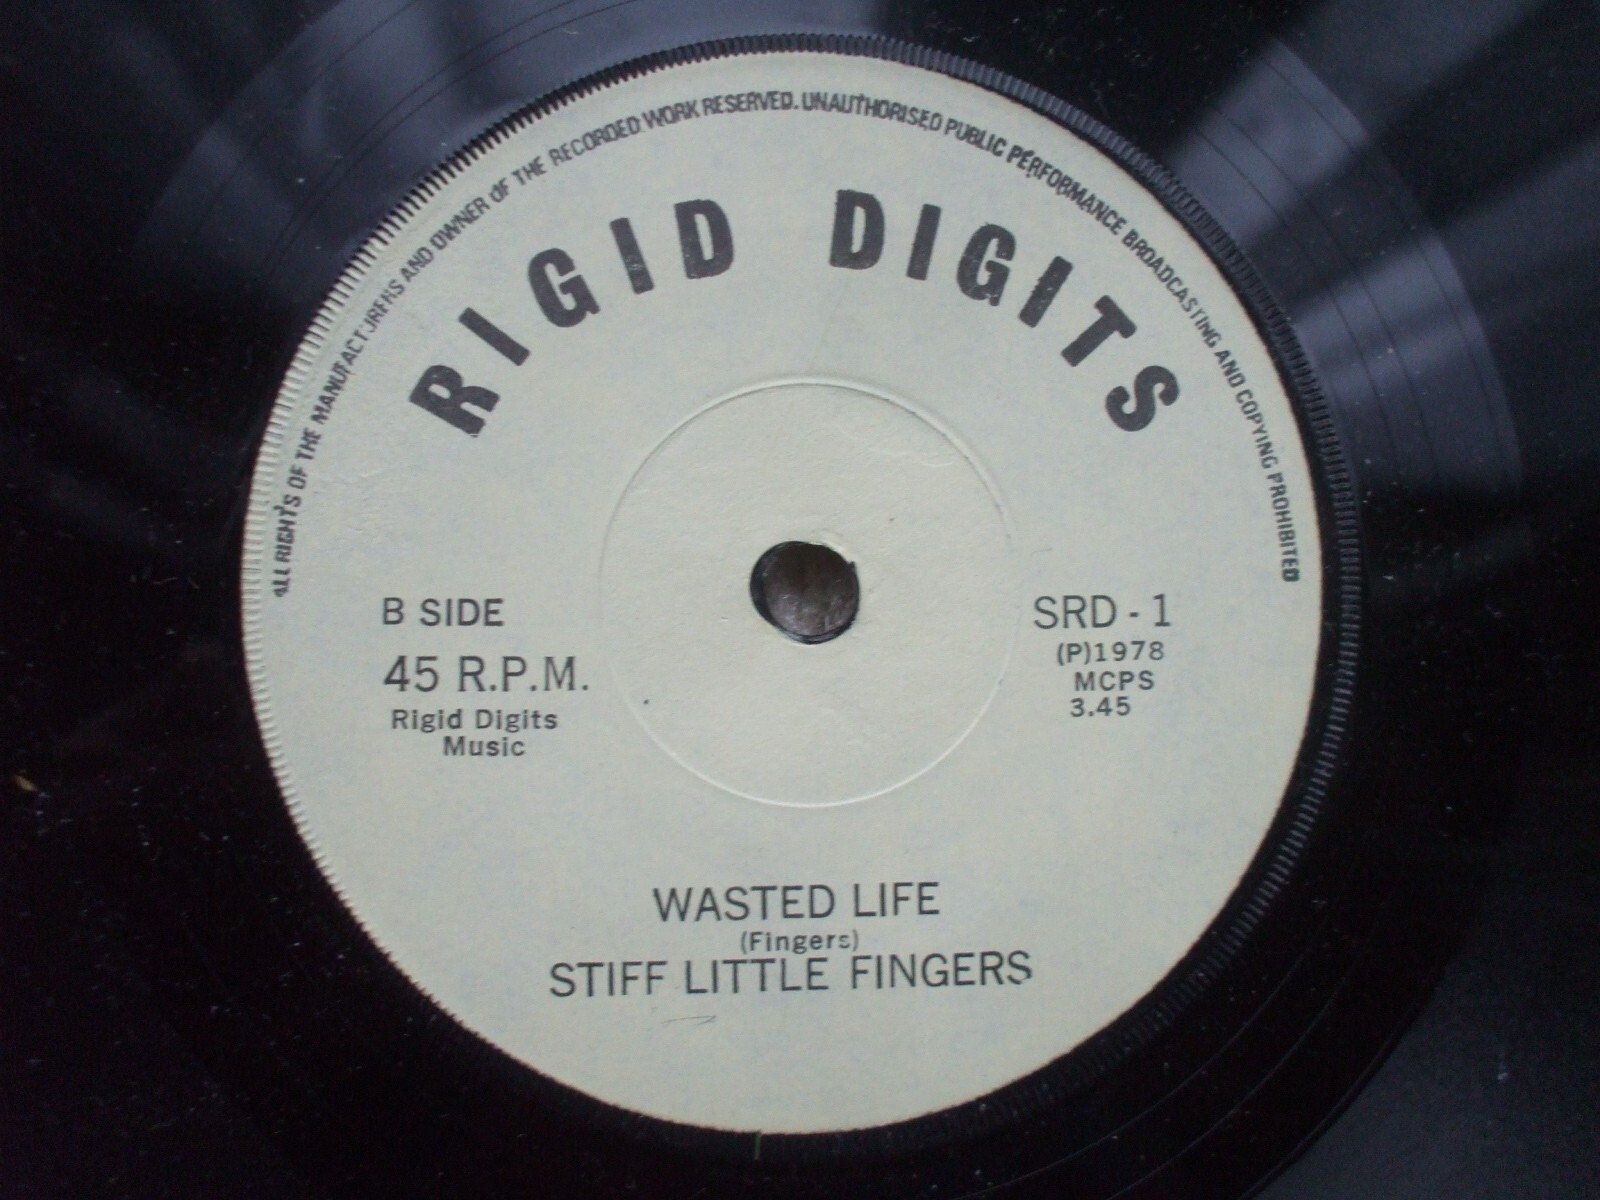 ALL RIGHTS OF THE MANUFACTURERS AND OWNER OF THE RECORDED WORK RESERVED. UNAUTHORISED PUBLIC PERFORMANCE BROADCASTING AND COPYING PROHIBITED
RIGID DIGITS
B SIDE
45 R.P.M.
Rigid Digits
Music
SRD - 1
(P)1978
MCPS
3.45
WASTED LIFE
(Fingers)
STIFF LITTLE FINGERS